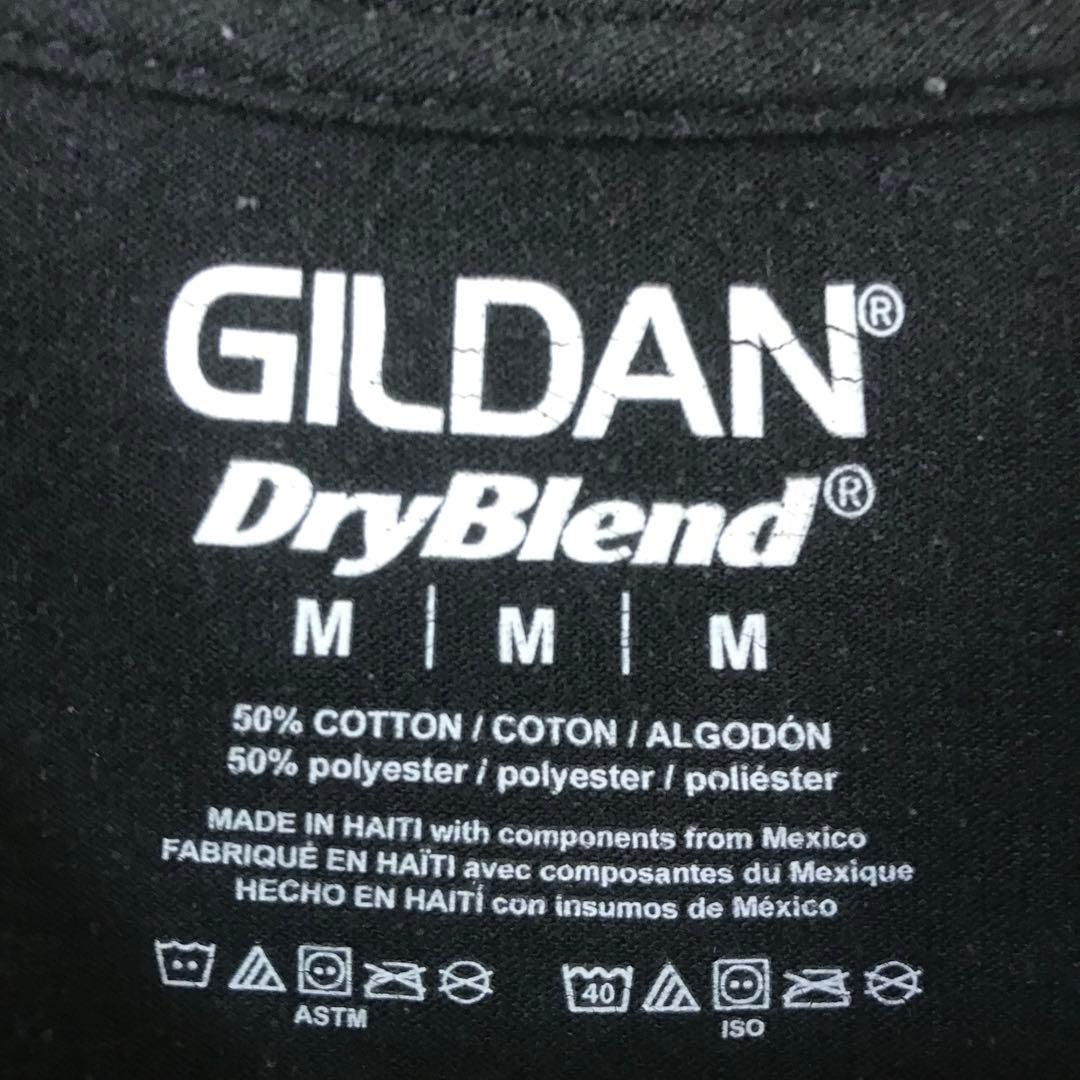 GILDAN®
DryBlend®
M | M | M
50% COTTON / COTON / ALGODÓN
50% polyester / polyester / poliéster
MADE IN HAITI with components from Mexico
FABRIQUÉ EN HAÏTI avec composantes du Mexique
HECHO EN HAITÍ con insumos de México
40
ASTM
ISO